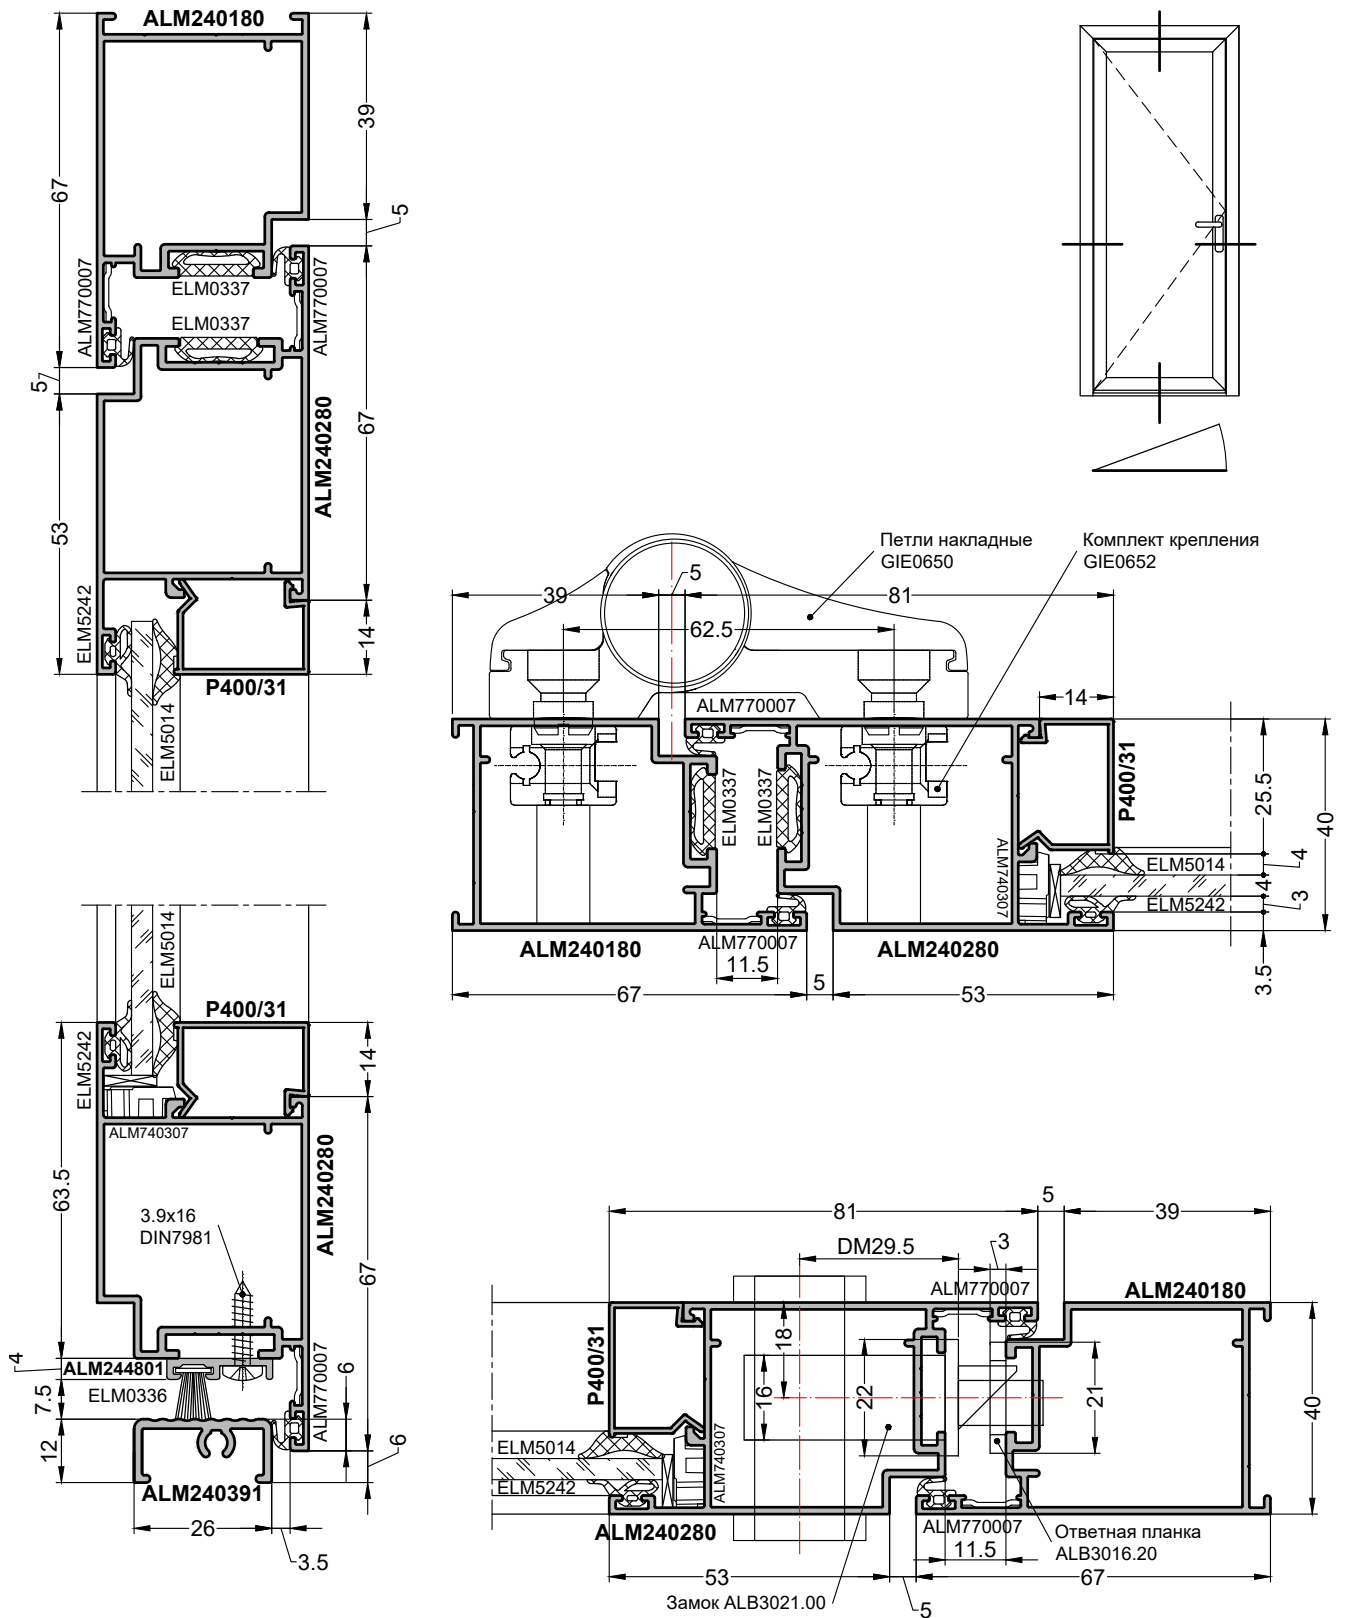 ALM240180
39
67
5
ALM770007
ELM0337
ELM0337
ALM770007
5
ALM240280
67
53
ELM5242
14
P400/31
ELM5014
Петли накладные
GIE0650
Комплект крепления
GIE0652
39
5
81
62.5
14
ALM770007
ELM0337
ELM0337
P400/31
ALM740307
ELM5014
ELM5242
25.5
40
4
4
3
3.5
ALM240180
ALM770007
ALM240280
11.5
67
5
53
ELM5014
P400/31
ELM5242
14
ALM740307
63.5
ALM240280
3.9x16
DIN7981
67
4
ALM244801
ELM0336
7.5
ALM770007
6
12
6
ALM240391
26
3.5
81
5
39
DM29.5
3
ALM770007
ALM240180
18
P400/31
16
22
21
40
ELM5014
ELM5242
ALM740307
ALM240280
ALM770007
11.5
Ответная планка
ALB3016.20
53
5
67
Замок ALB3021.00